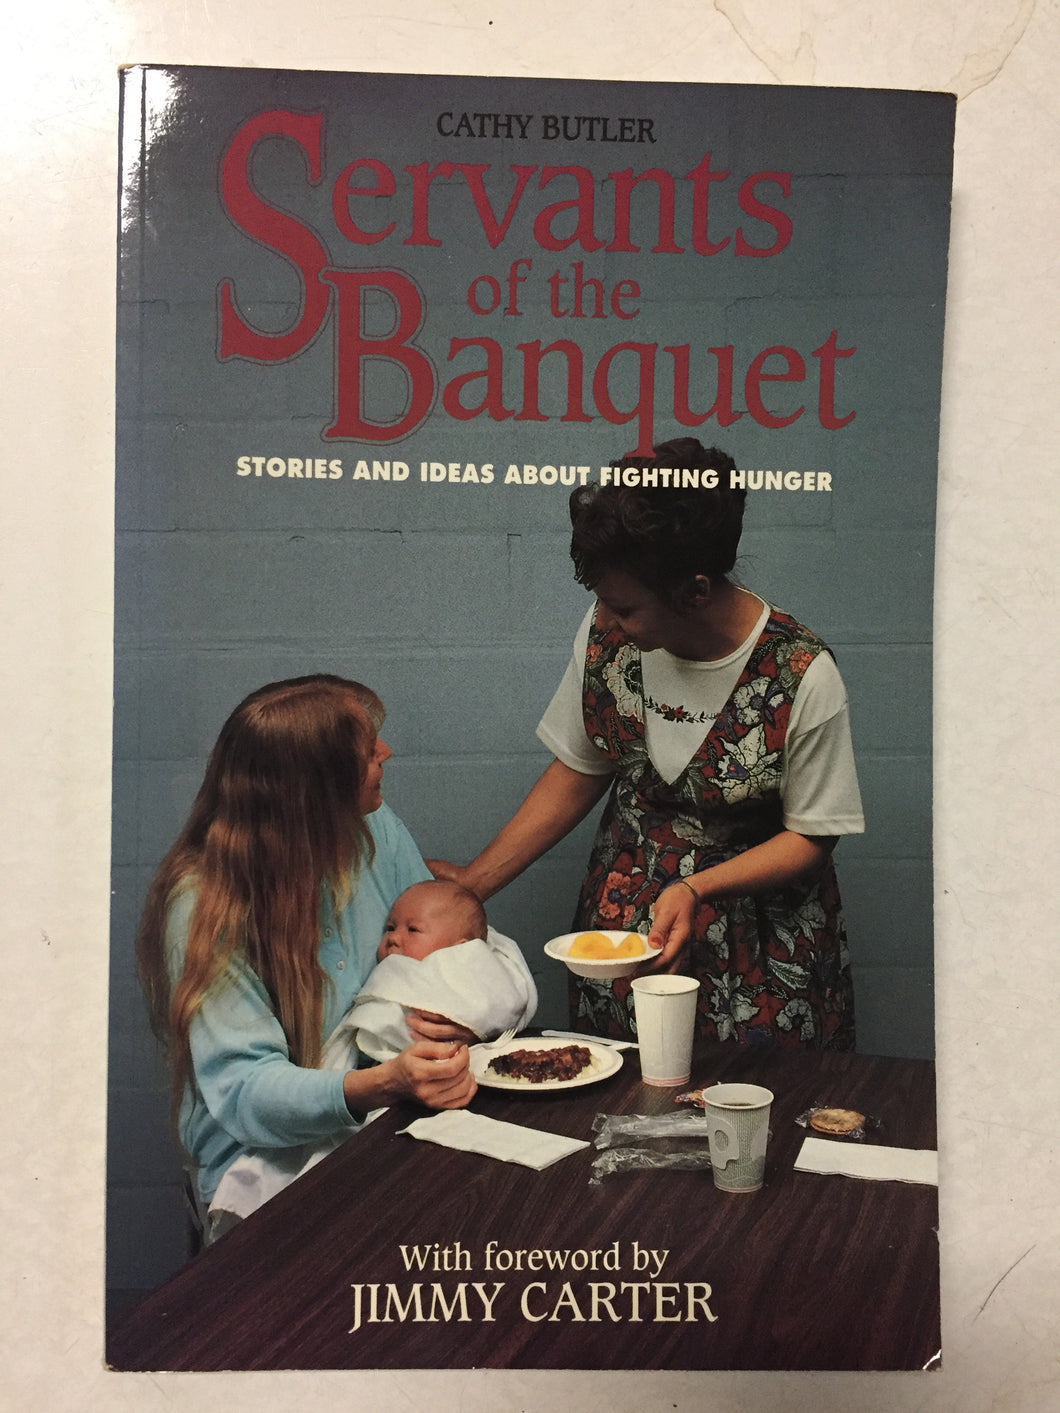 CATHY BUTLER
Servants
of the
Banquet
STORIES AND IDEAS ABOUT FIGHTING HUNGER
With foreword by
JIMMY CARTER